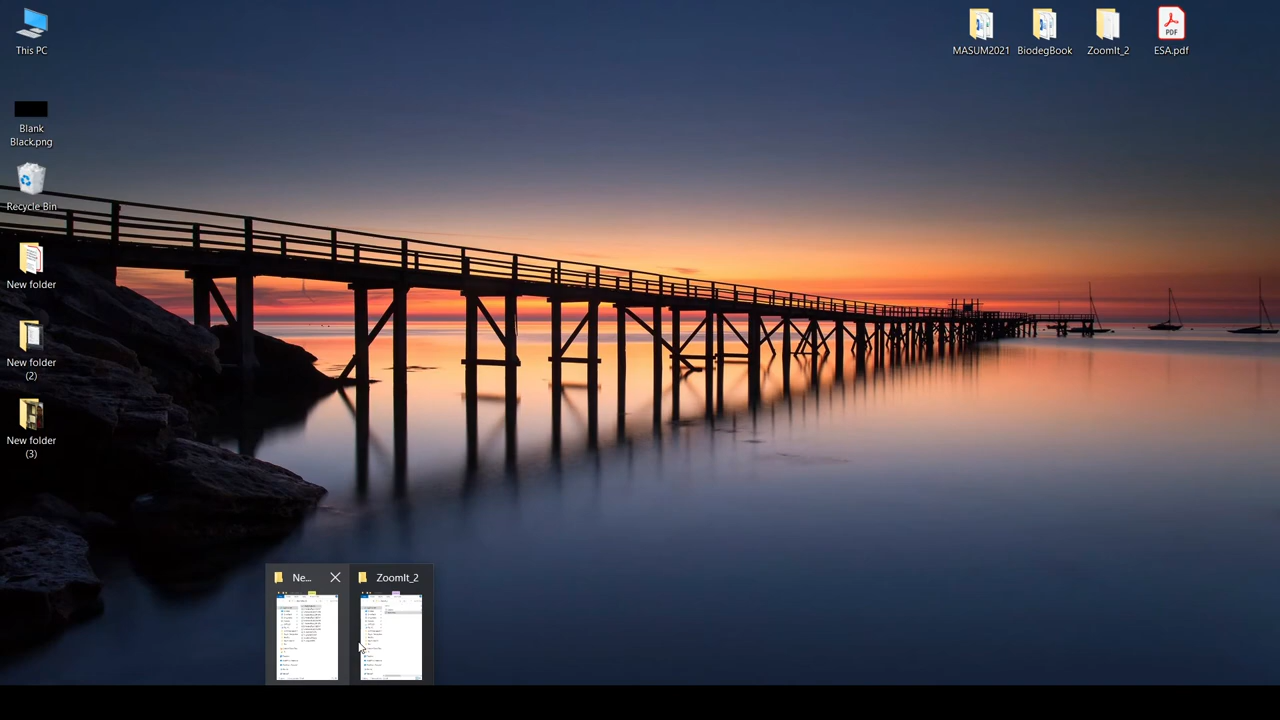 This PC
Blank
Black.png
Recycle Bin
New folder
New folder
(2)
New folder
(3)
MASUM2021
BiodegBook
ZoomIt_2
PDF
ESA.pdf
Ne...
ZoomIt_2